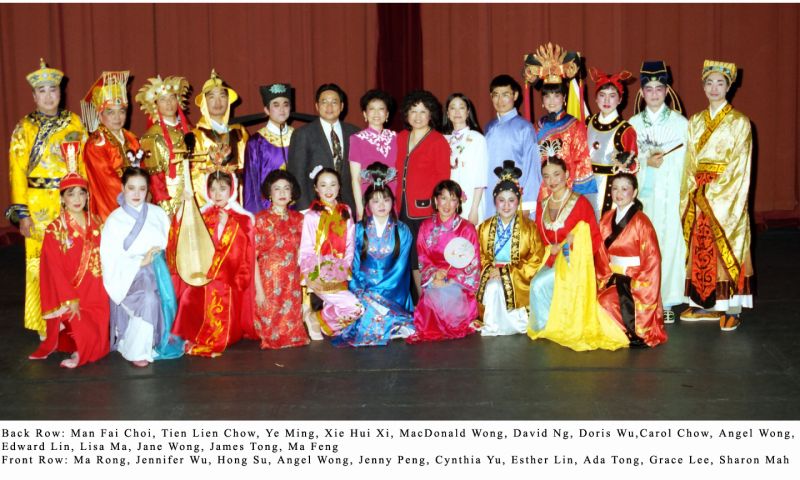 Back Row: Man Fai Choi, Tien Lien Chow, Ye Ming, Xie Hui Xi, MacDonald Wong, David Ng, Doris Wu,Carol Chow, Angel Wong,
Edward Lin, Lisa Ma, Jane Wong, James Tong, Ma Feng
Front Row: Ma Rong, Jennifer Wu, Hong Su, Angel Wong, Jenny Peng, Cynthia Yu, Esther Lin, Ada Tong, Grace Lee, Sharon Mah